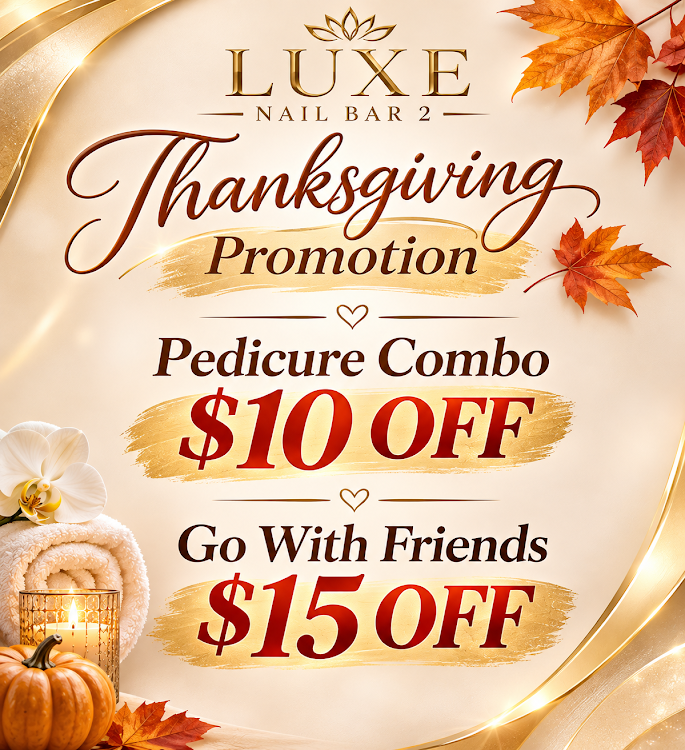 LUXE
NAIL BAR 2
Thanksgiving
Promotion
Pedicure Combo
$10 OFF
Go With Friends
$15 OFF